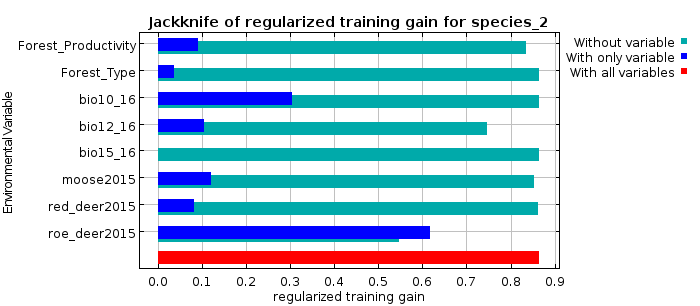 Jackknife of regularized training gain for species_2
Without variable
With only variable
With all variables
Environmental Variable
Forest_Productivity
Forest_Type
bio10_16
bio12_16
bio15_16
moose2015
red_deer2015
roe_deer2015
0.0 0.1 0.2 0.3 0.4 0.5 0.6 0.7 0.8 0.9
regularized training gain